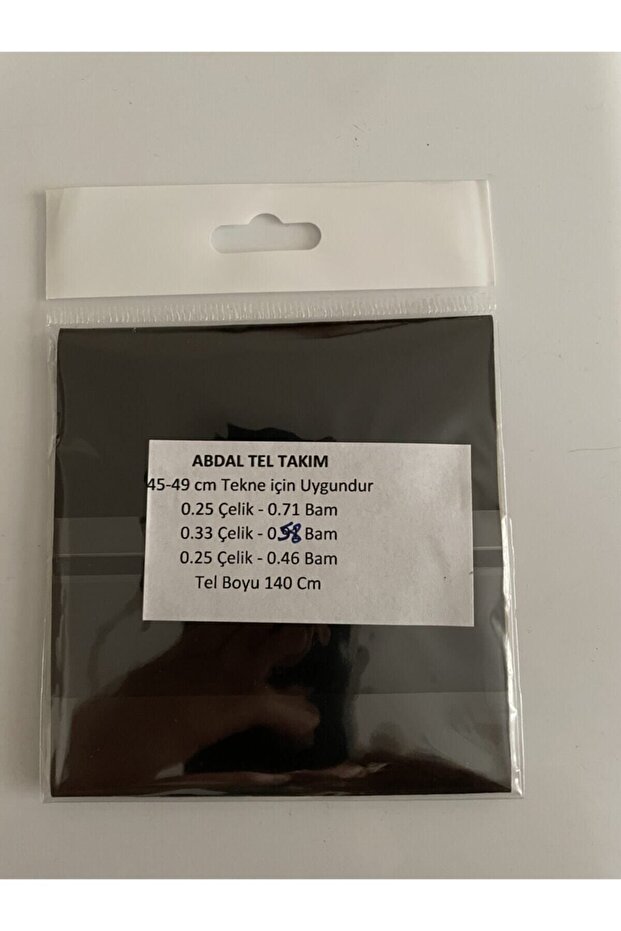 ABDAL TEL TAKIM
45-49 cm Tekne için Uygundur
0.25 Çelik - 0.71 Bam
0.33 Çelik - 0.58 Bam
0.25 Çelik - 0.46 Bam
Tel Boyu 140 Cm